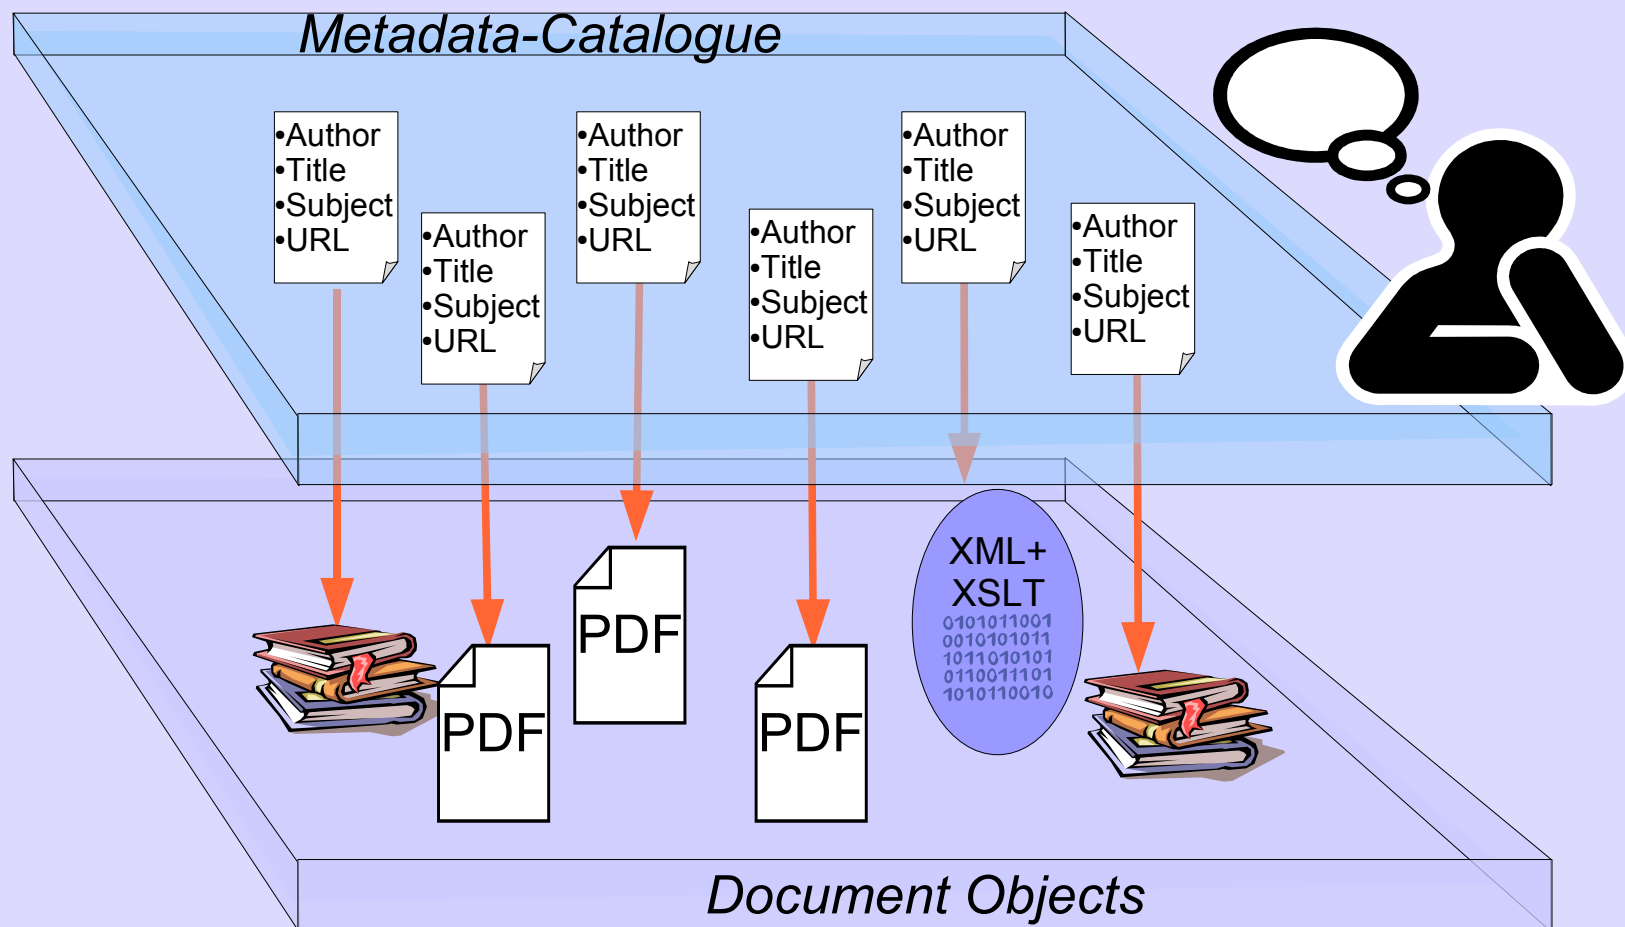 Metadata-Catalogue
•Author
•Title
•Subject
•URL
•Author
•Title
•Subject
•URL
•Author
•Title
•Subject
•URL
•Author
•Title
•Subject
•URL
•Author
•Title
•Subject
•URL
•Author
•Title
•Subject
•URL
PDF
PDF
PDF
XML+
XSLT
0101011001
0010101011
1011010101
0110011101
1010110010
Document Objects